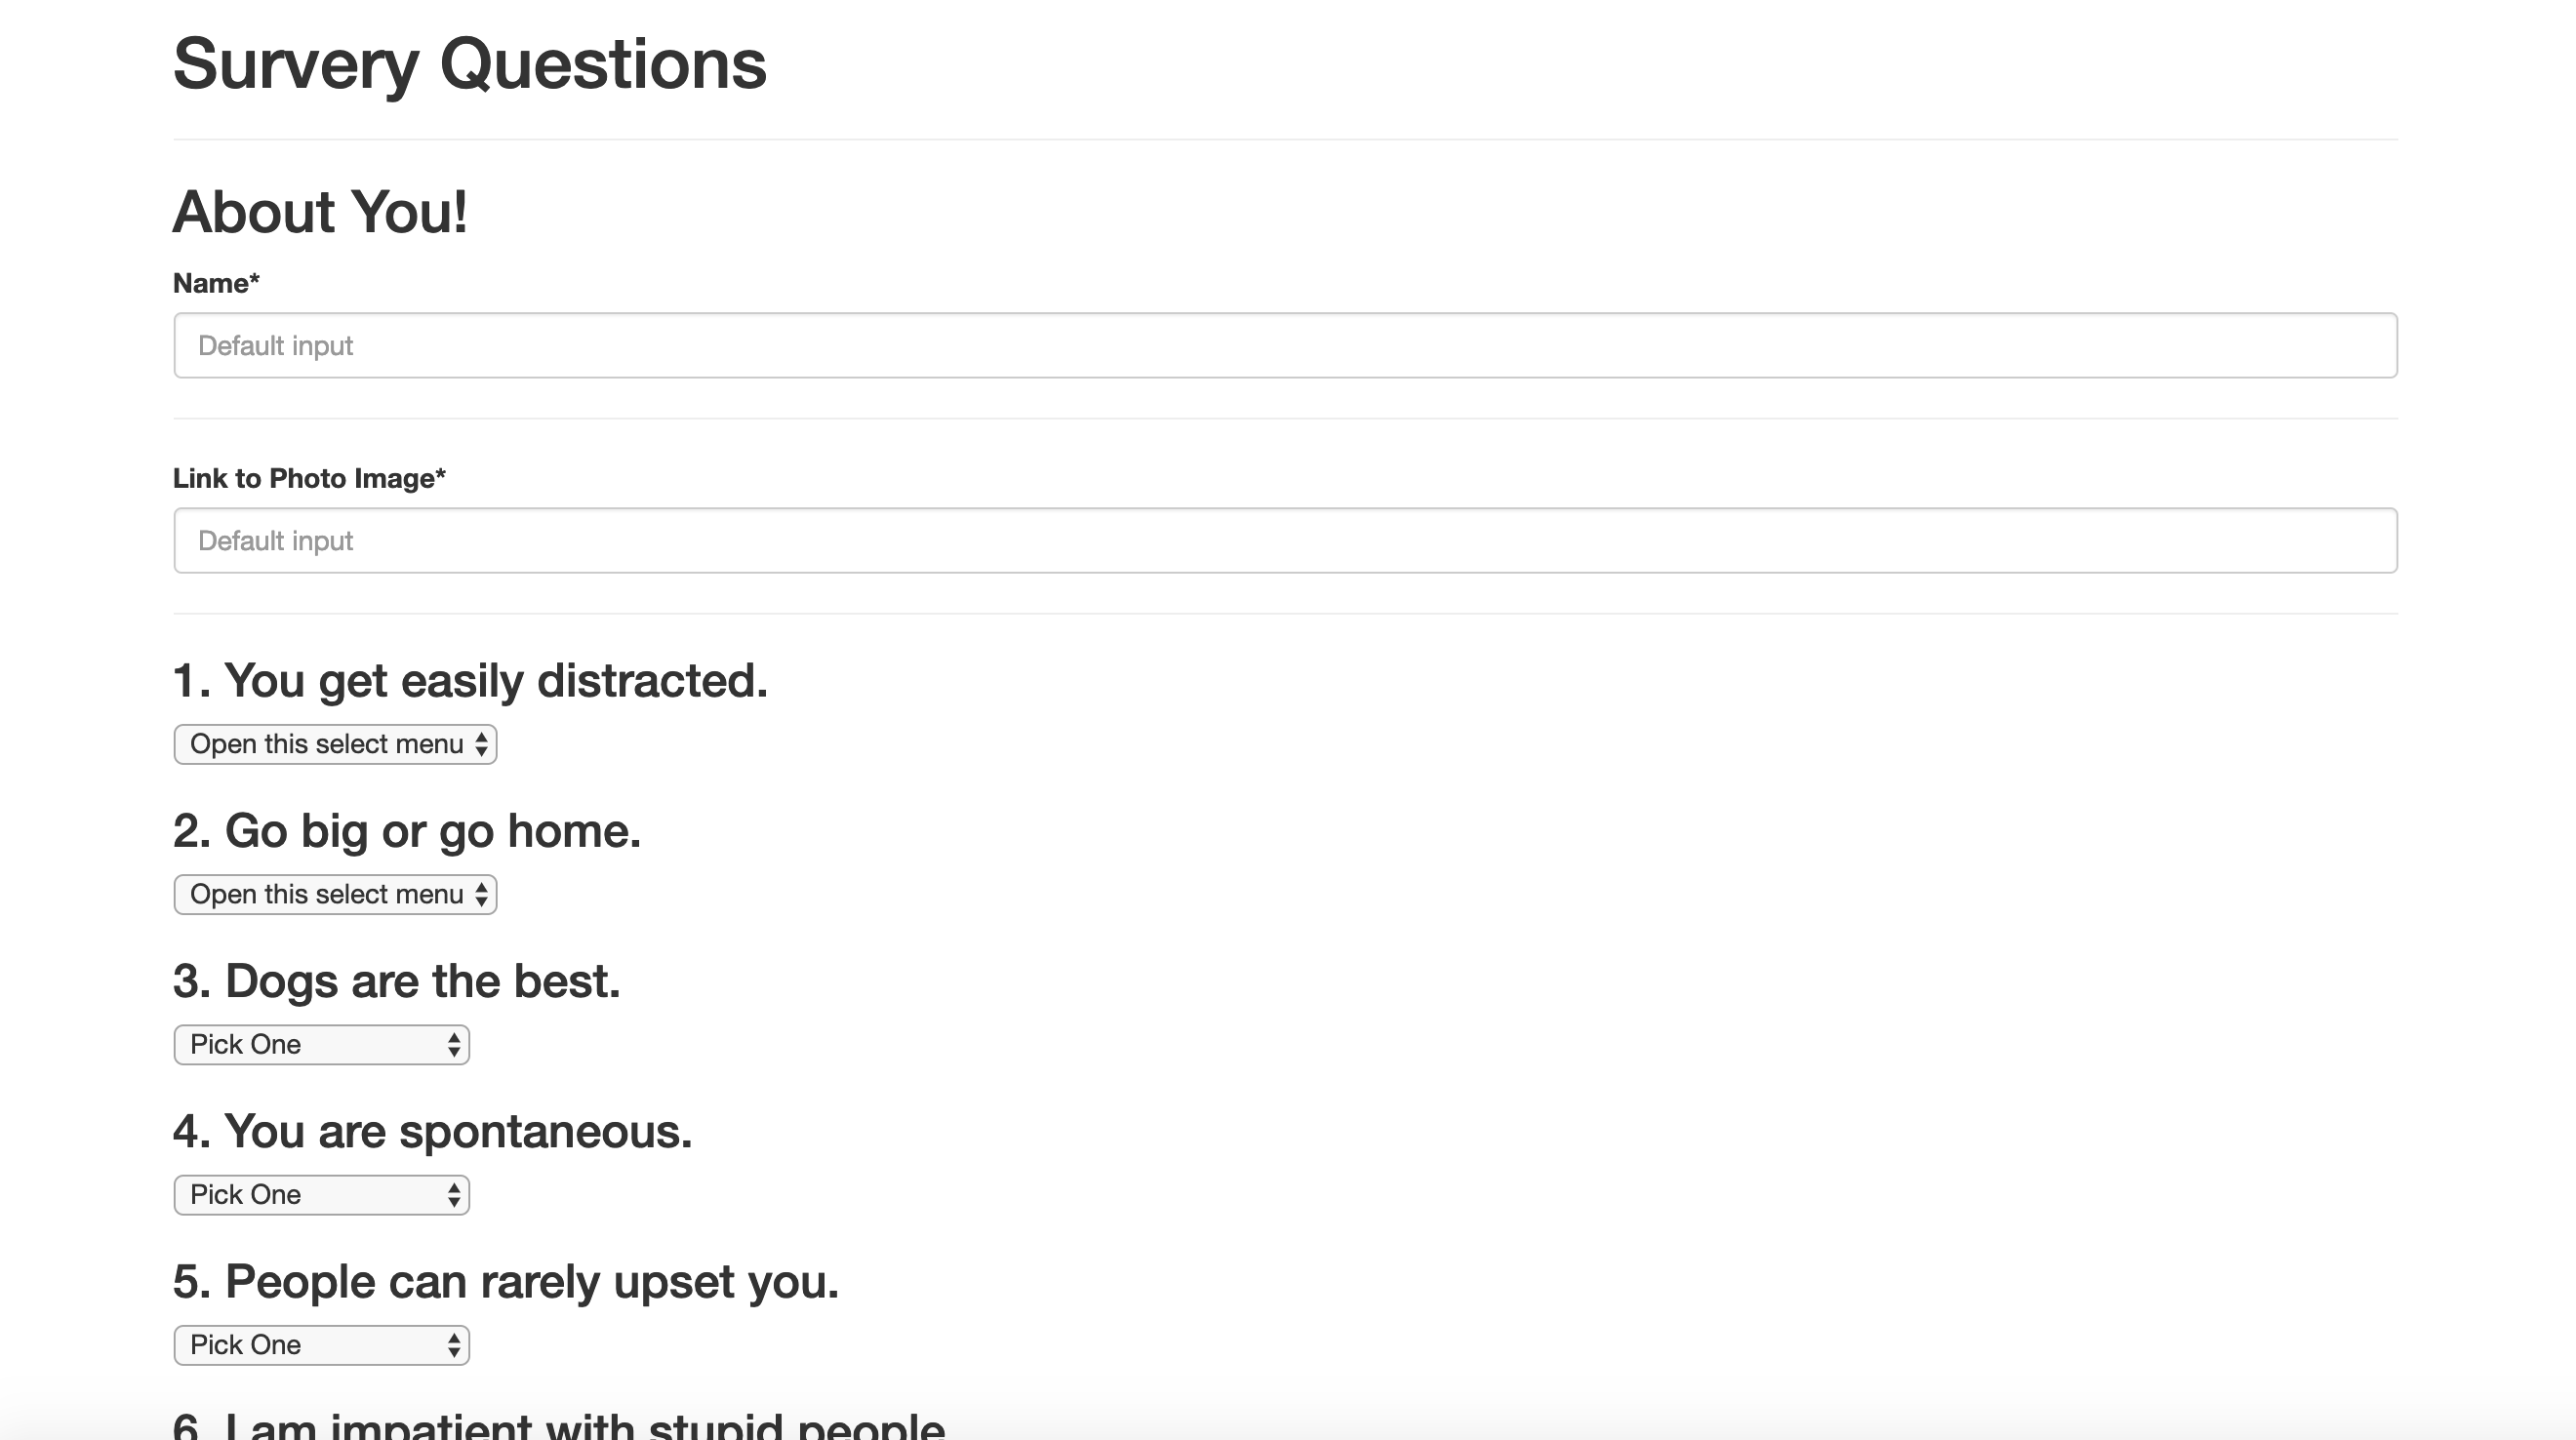 Survery Questions
About You!
Name*
Default input
Link to Photo Image*
Default input
1. You get easily distracted.
Open this select menu
2. Go big or go home.
Open this select menu
3. Dogs are the best.
Pick One
4. You are spontaneous.
Pick One
5. People can rarely upset you.
Pick One
6. I am impatient with stupid people